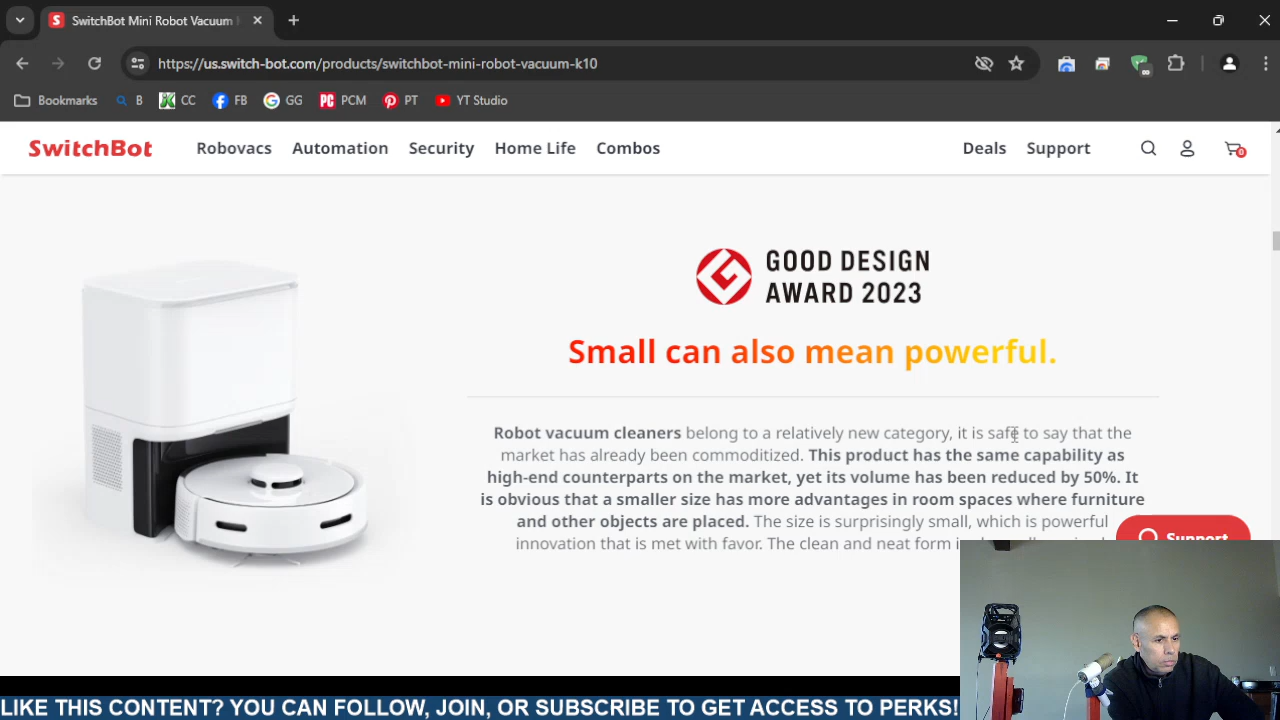 SwitchBot Mini Robot Vacuum
https://us.switch-bot.com/products/switchbot-mini-robot-vacuum-k10
Bookmarks B CC FB GG PCM PT YT Studio
SwitchBot Robovacs Automation Security Home Life Combos Deals Support 0
GOOD DESIGN
AWARD 2023
Small can also mean powerful.
Robot vacuum cleaners belong to a relatively new category, it is safe to say that the
market has already been commoditized. This product has the same capability as
high-end counterparts on the market, yet its volume has been reduced by 50%. It
is obvious that a smaller size has more advantages in room spaces where furniture
and other objects are placed. The size is surprisingly small, which is powerful
innovation that is met with favor. The clean and neat form
Support
LIKE THIS CONTENT? YOU CAN FOLLOW, JOIN, OR SUBSCRIBE TO GET ACCESS TO PERKS!